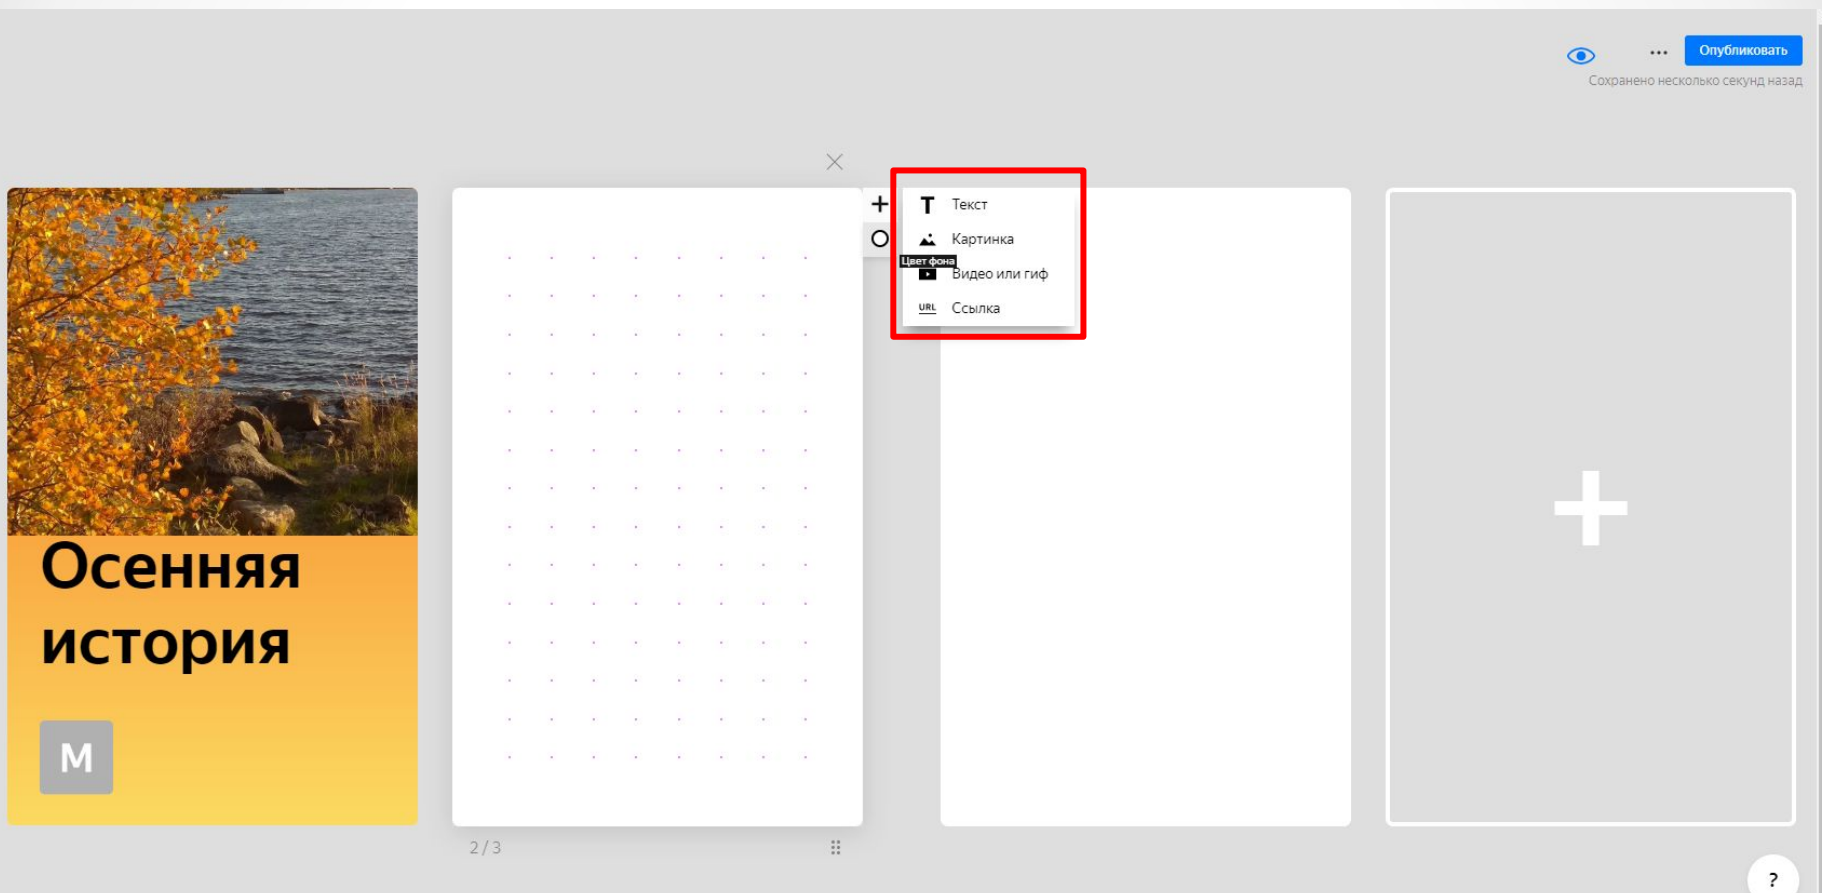 Опубликовать
Сохранено несколько секунд назад
Текст
Картинка
Цвет фона
Видео или гиф
URL Ссылка
Осенняя
история
М
2 / 3
?